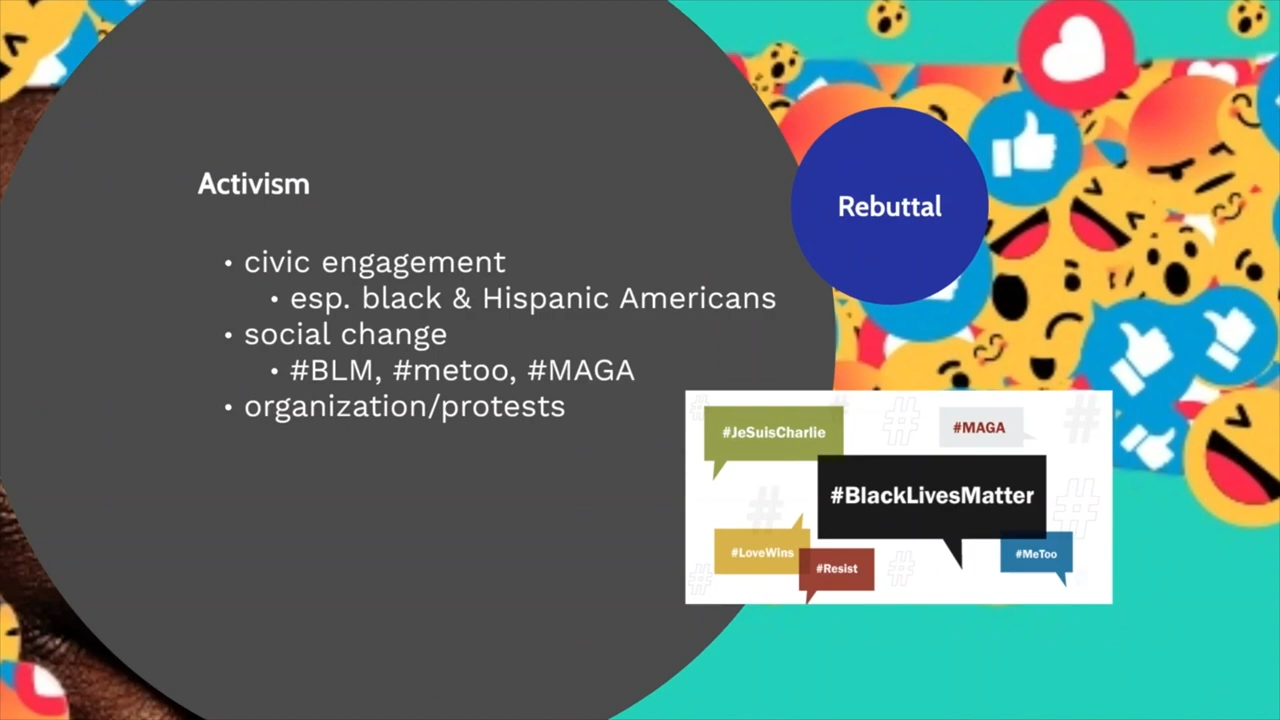 Activism
• civic engagement
• esp. black & Hispanic Americans
• social change
• #BLM, #metoo, #MAGA
• organization/protests
Rebuttal
#JeSuisCharlie
#MAGA
#BlackLivesMatter
#LoveWins
#Resist
#MeToo